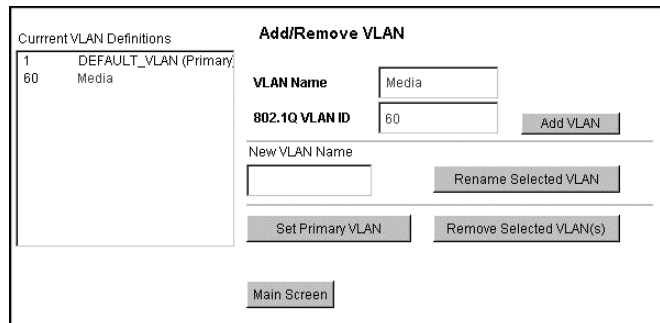 Currrent VLAN Definitions
1 DEFAULT_VLAN (Primary)
60 Media
Add/Remove VLAN
VLAN Name Media
802.1Q VLAN ID 60
Add VLAN
New VLAN Name
Rename Selected VLAN
Set Primary VLAN
Remove Selected VLAN(s)
Main Screen